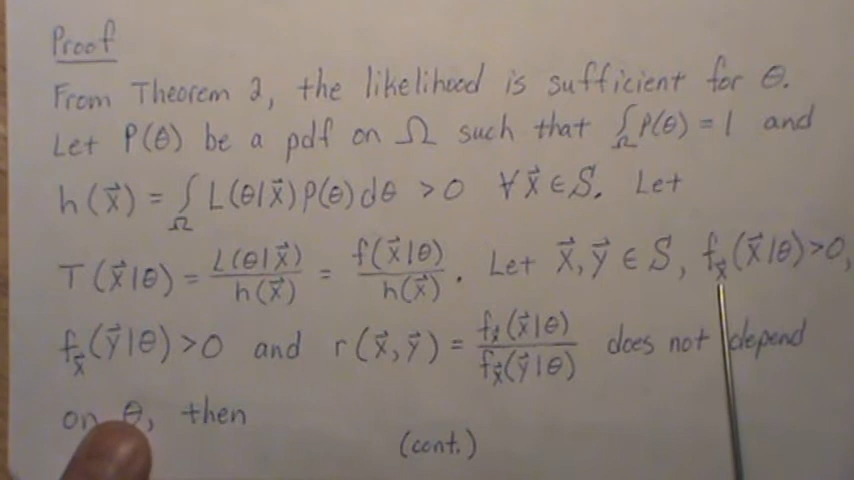 Proof
From Theorem 2, the likelihood is sufficient for θ.
Let P(θ) be a pdf on Ω such that ∫_Ω P(θ) = 1 and
h(x⃗) = ∫_Ω L(θ|x⃗)P(θ)dθ > 0 ∀x⃗ ∈ S. Let
T(x⃗|θ) = L(θ|x⃗)/h(x⃗) = f(x⃗|θ)/h(x⃗). Let x⃗, y⃗ ∈ S, f_x⃗(x⃗|θ) > 0,
f_x⃗(y⃗|θ) > 0 and r(x⃗, y⃗) = f_x⃗(x⃗|θ)/f_x⃗(y⃗|θ) does not depend
on θ, then
(cont.)